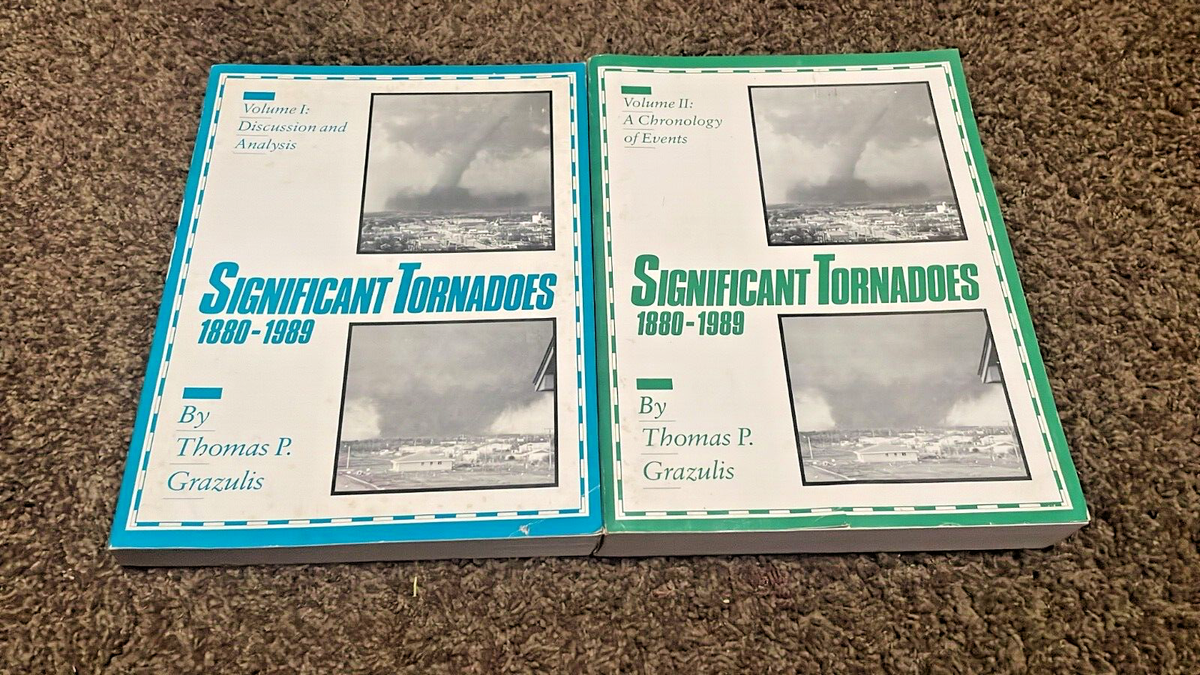 Volume I:
Discussion and
Analysis
SIGNIFICANT TORNADOES
1880-1989
By
Thomas P.
Grazulis
Volume II:
A Chronology
of Events
SIGNIFICANT TORNADOES
1880-1989
By
Thomas P.
Grazulis